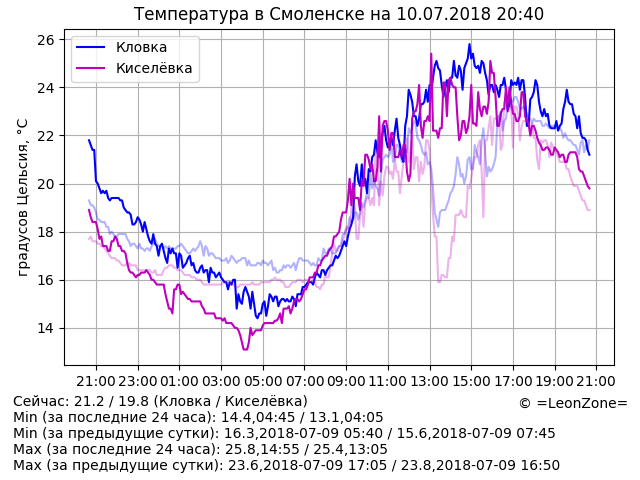 Температура в Смоленске на 10.07.2018 20:40
градусов Цельсия, °C
26
24
22
20
18
16
14
Кловка
Киселёвка
21:00 23:00 01:00 03:00 05:00 07:00 09:00 11:00 13:00 15:00 17:00 19:00 21:00
Сейчас: 21.2 / 19.8 (Кловка / Киселёвка)
© =LeonZone=
Min (за последние 24 часа): 14.4,04:45 / 13.1,04:05
Min (за предыдущие сутки): 16.3,2018-07-09 05:40 / 15.6,2018-07-09 07:45
Max (за последние 24 часа): 25.8,14:55 / 25.4,13:05
Max (за предыдущие сутки): 23.6,2018-07-09 17:05 / 23.8,2018-07-09 16:50